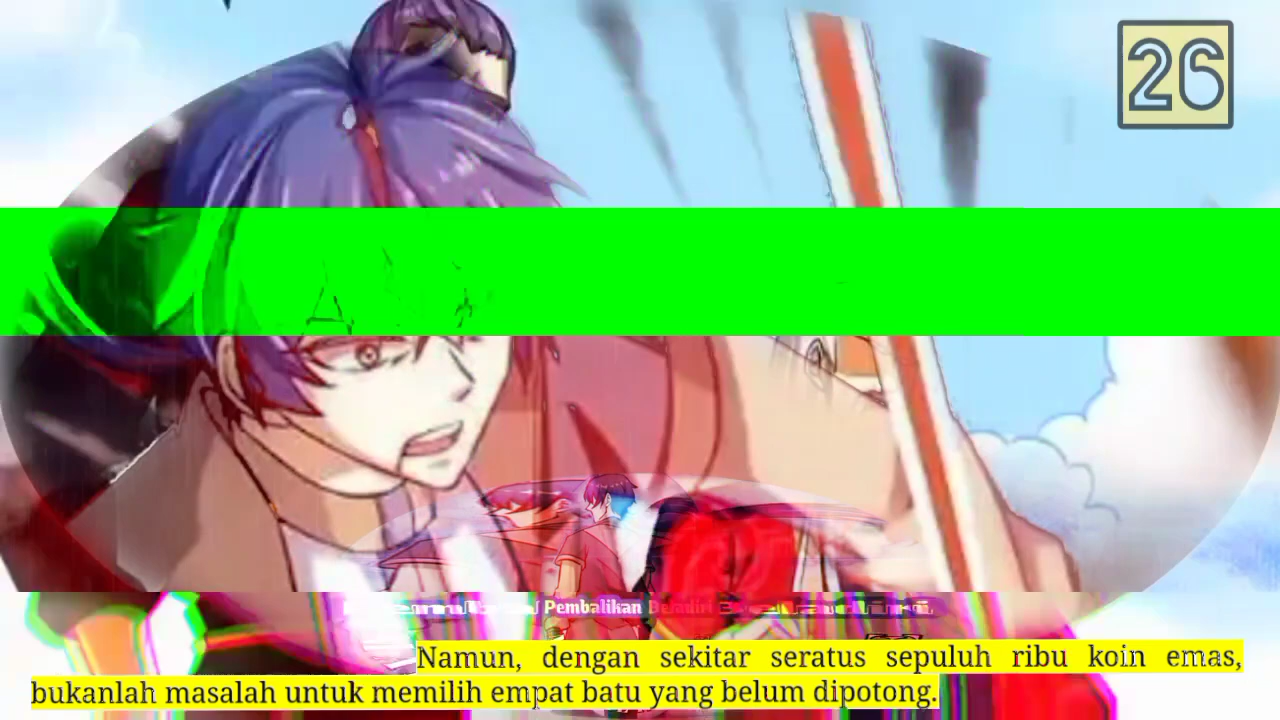 26
Pembalikan
Namun, dengan sekitar seratus sepuluh ribu koin emas,
bukanlah masalah untuk memilih empat batu yang belum dipotong.